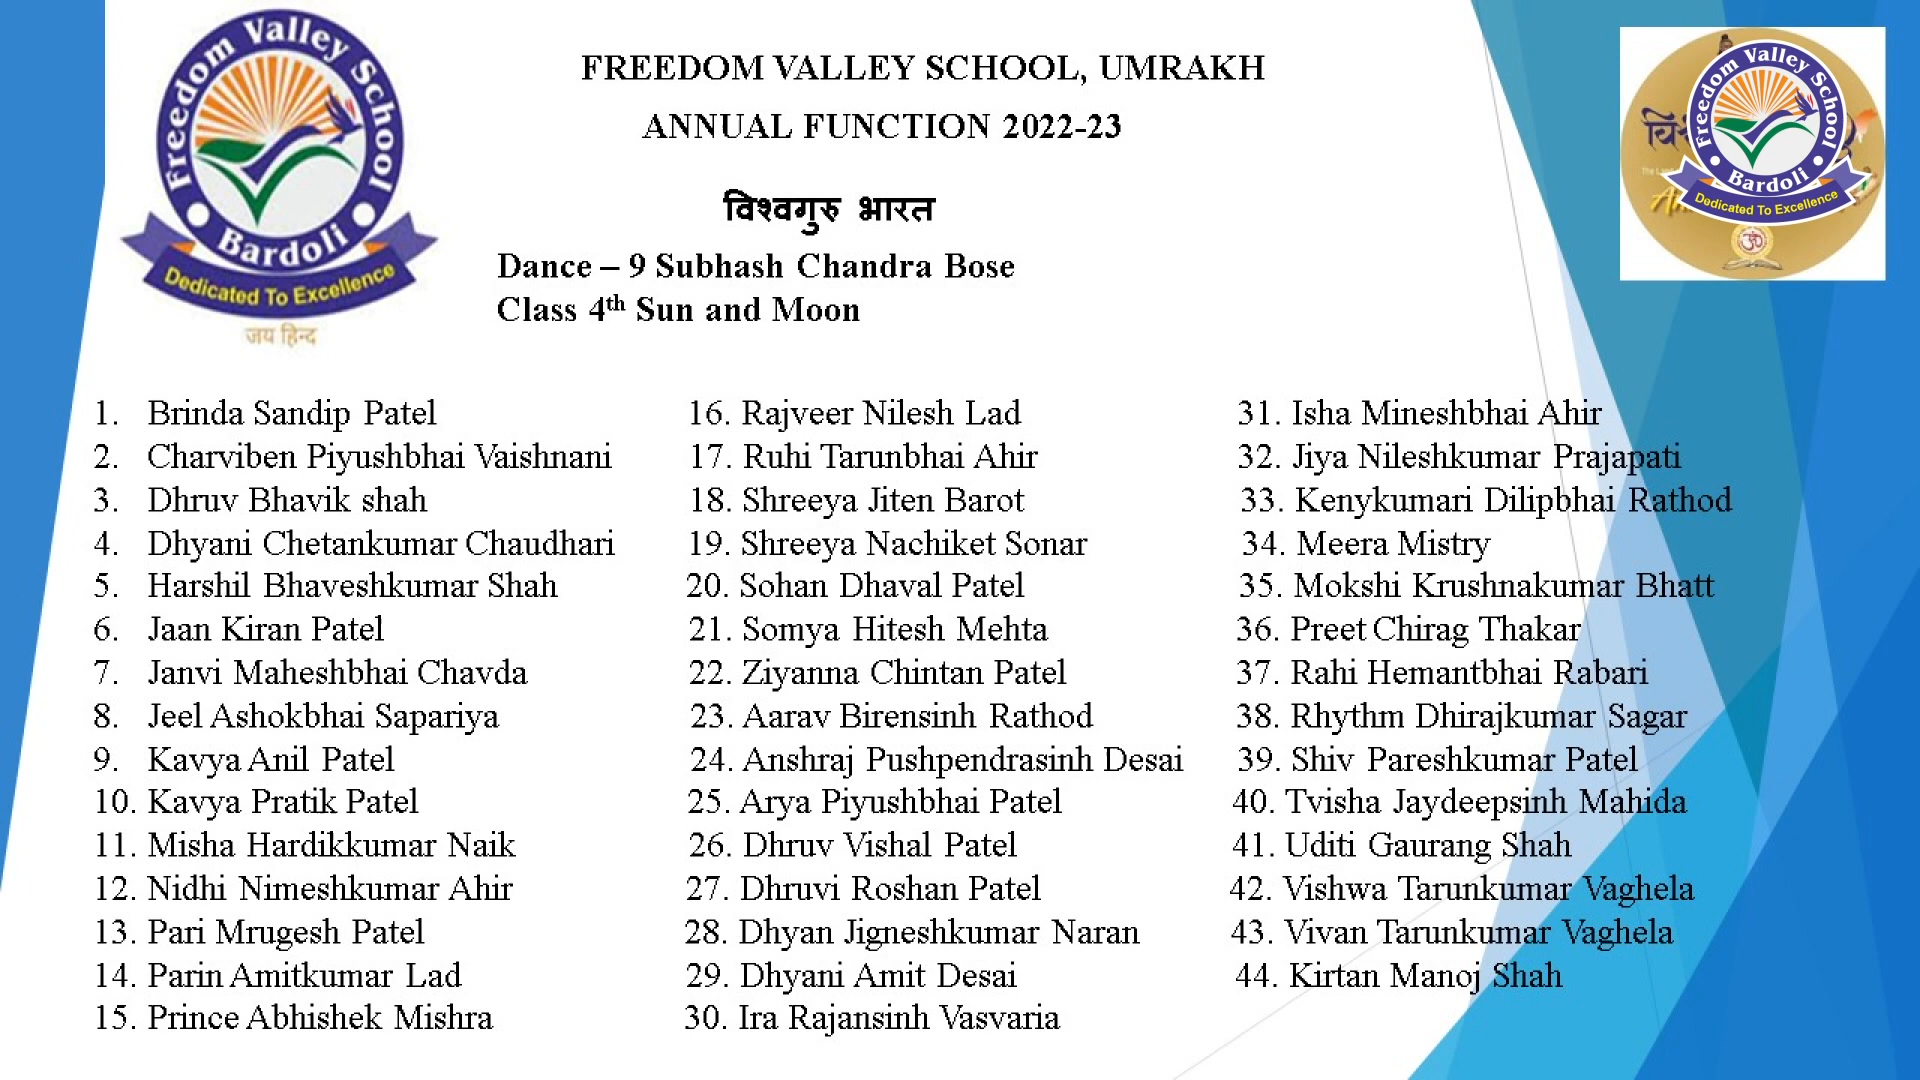 Freedom Valley School
Bardoli
Dedicated To Excellence
जय हिन्द
FREEDOM VALLEY SCHOOL, UMRAKH
ANNUAL FUNCTION 2022-23
विश्वगुरु भारत
Dance – 9 Subhash Chandra Bose
Class 4th Sun and Moon
Freedom Valley School
Bardoli
Dedicated To Excellence
1. Brinda Sandip Patel
2. Charviben Piyushbhai Vaishnani
3. Dhruv Bhavik shah
4. Dhyani Chetankumar Chaudhari
5. Harshil Bhaveshkumar Shah
6. Jaan Kiran Patel
7. Janvi Maheshbhai Chavda
8. Jeel Ashokbhai Sapariya
9. Kavya Anil Patel
10. Kavya Pratik Patel
11. Misha Hardikkumar Naik
12. Nidhi Nimeshkumar Ahir
13. Pari Mrugesh Patel
14. Parin Amitkumar Lad
15. Prince Abhishek Mishra
16. Rajveer Nilesh Lad
17. Ruhi Tarunbhai Ahir
18. Shreeya Jiten Barot
19. Shreeya Nachiket Sonar
20. Sohan Dhaval Patel
21. Somya Hitesh Mehta
22. Ziyanna Chintan Patel
23. Aarav Birensinh Rathod
24. Anshraj Pushpendrasinh Desai
25. Arya Piyushbhai Patel
26. Dhruv Vishal Patel
27. Dhruvi Roshan Patel
28. Dhyan Jigneshkumar Naran
29. Dhyani Amit Desai
30. Ira Rajansinh Vasvaria
31. Isha Mineshbhai Ahir
32. Jiya Nileshkumar Prajapati
33. Kenykumari Dilipbhai Rathod
34. Meera Mistry
35. Mokshi Krushnakumar Bhatt
36. Preet Chirag Thakar
37. Rahi Hemantbhai Rabari
38. Rhythm Dhirajkumar Sagar
39. Shiv Pareshkumar Patel
40. Tvisha Jaydeepsinh Mahida
41. Uditi Gaurang Shah
42. Vishwa Tarunkumar Vaghela
43. Vivan Tarunkumar Vaghela
44. Kirtan Manoj Shah